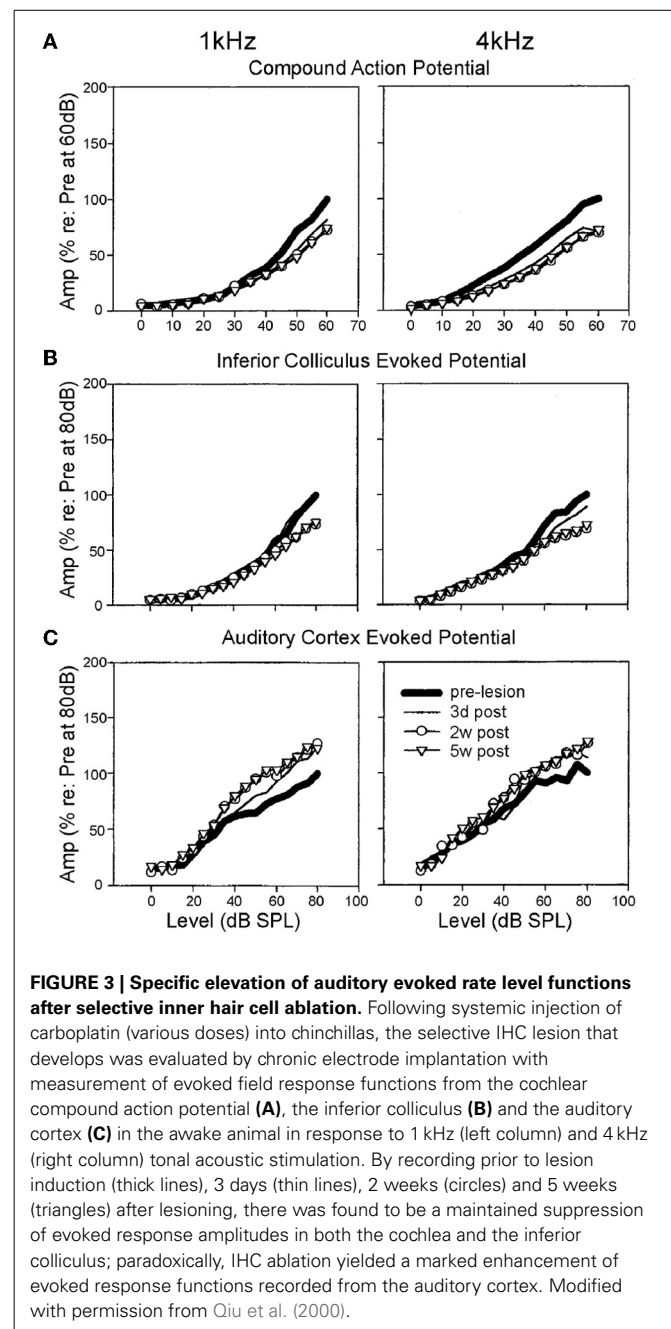 A 1kHz 4kHz
Compound Action Potential
200
150
100
50
0
Amp (% re: Pre at 60dB)
0 10 20 30 40 50 60 70
0 10 20 30 40 50 60 70
B Inferior Colliculus Evoked Potential
200
150
100
50
0
Amp (% re: Pre at 80dB)
C Auditory Cortex Evoked Potential
200
150
100
50
0
Amp (% re: Pre at 80dB)
pre-lesion
3d post
2w post
5w post
0 20 40 60 80 100
0 20 40 60 80 100
Level (dB SPL) Level (dB SPL)
FIGURE 3 | Specific elevation of auditory evoked rate level functions
after selective inner hair cell ablation. Following systemic injection of
carboplatin (various doses) into chinchillas, the selective IHC lesion that
develops was evaluated by chronic electrode implantation with
measurement of evoked field response functions from the cochlear
compound action potential (A), the inferior colliculus (B) and the auditory
cortex (C) in the awake animal in response to 1 kHz (left column) and 4 kHz
(right column) tonal acoustic stimulation. By recording prior to lesion
induction (thick lines), 3 days (thin lines), 2 weeks (circles) and 5 weeks
(triangles) after lesioning, there was found to be a maintained suppression
of evoked response amplitudes in both the cochlea and the inferior
colliculus; paradoxically, IHC ablation yielded a marked enhancement of
evoked response functions recorded from the auditory cortex. Modified
with permission from Qiu et al. (2000).